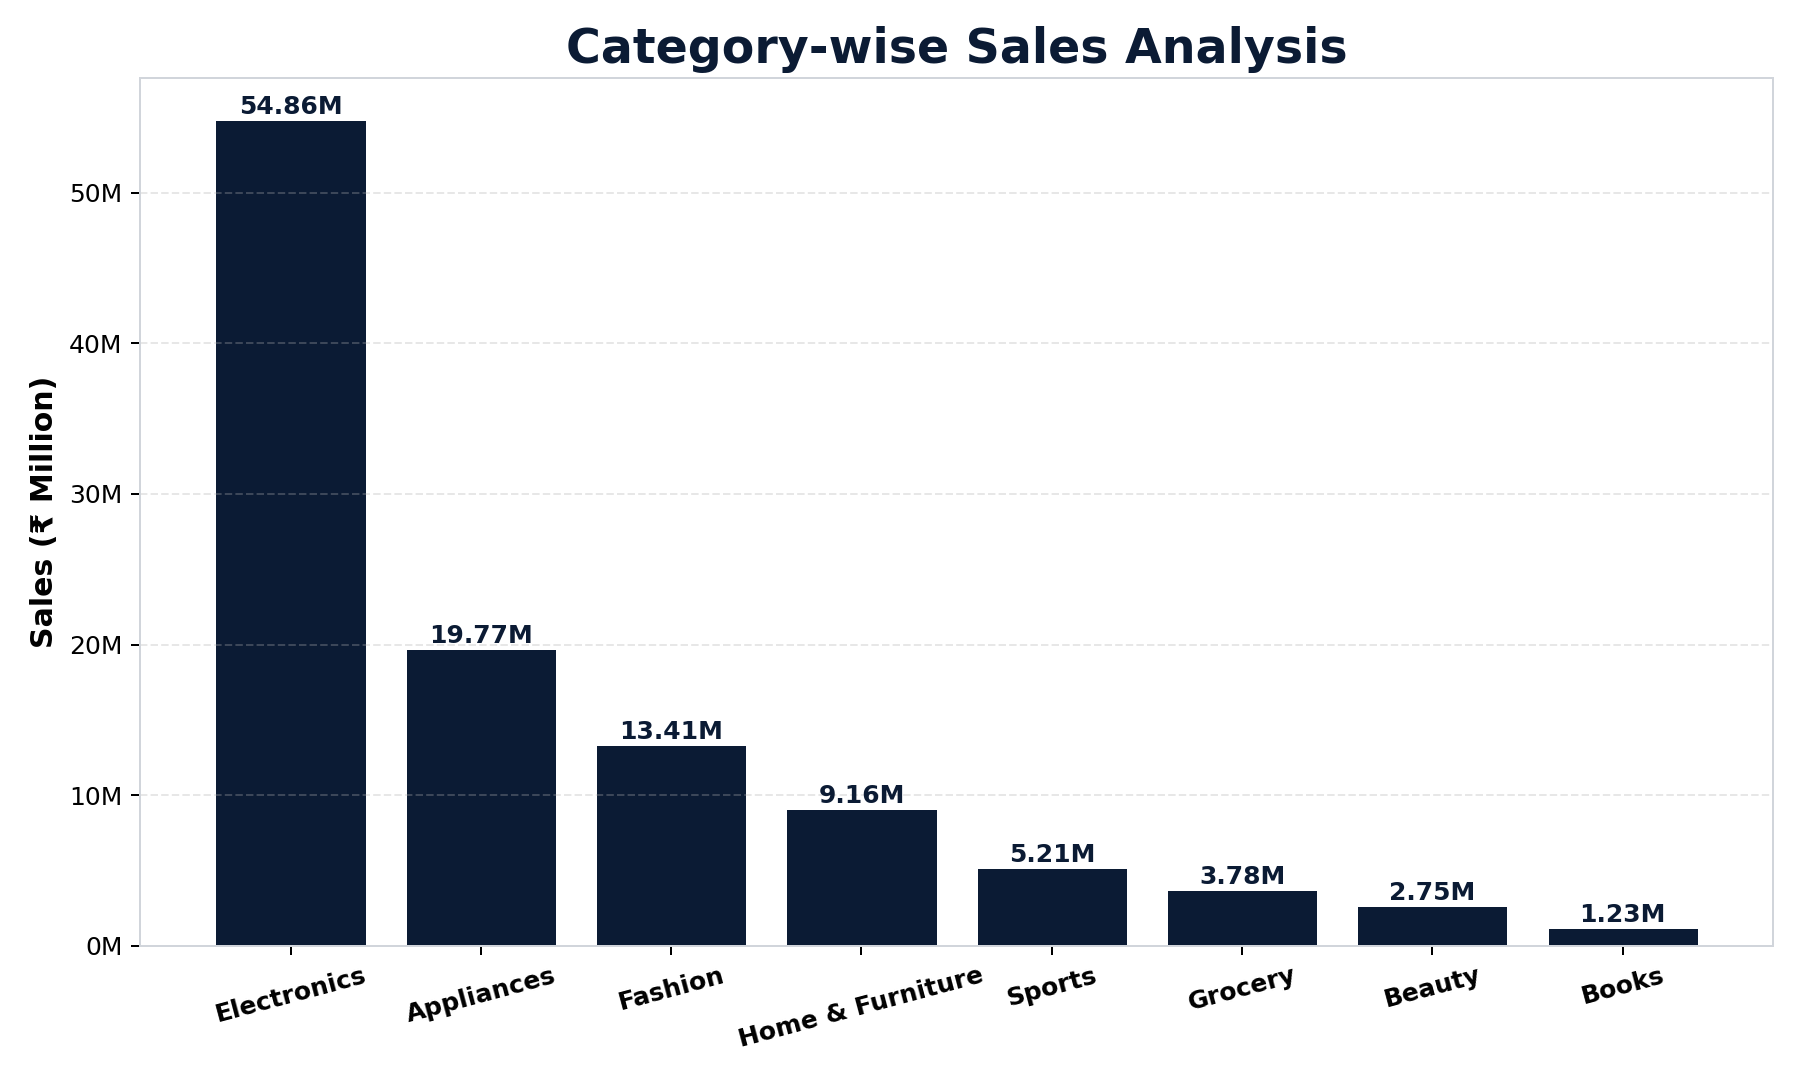 Category-wise Sales Analysis
54.86M
50M
40M
30M
20M
10M
0M
Sales (₹ Million)
19.77M
13.41M
9.16M
5.21M
3.78M
2.75M
1.23M
Electronics
Appliances
Fashion
Home & Furniture
Sports
Grocery
Beauty
Books